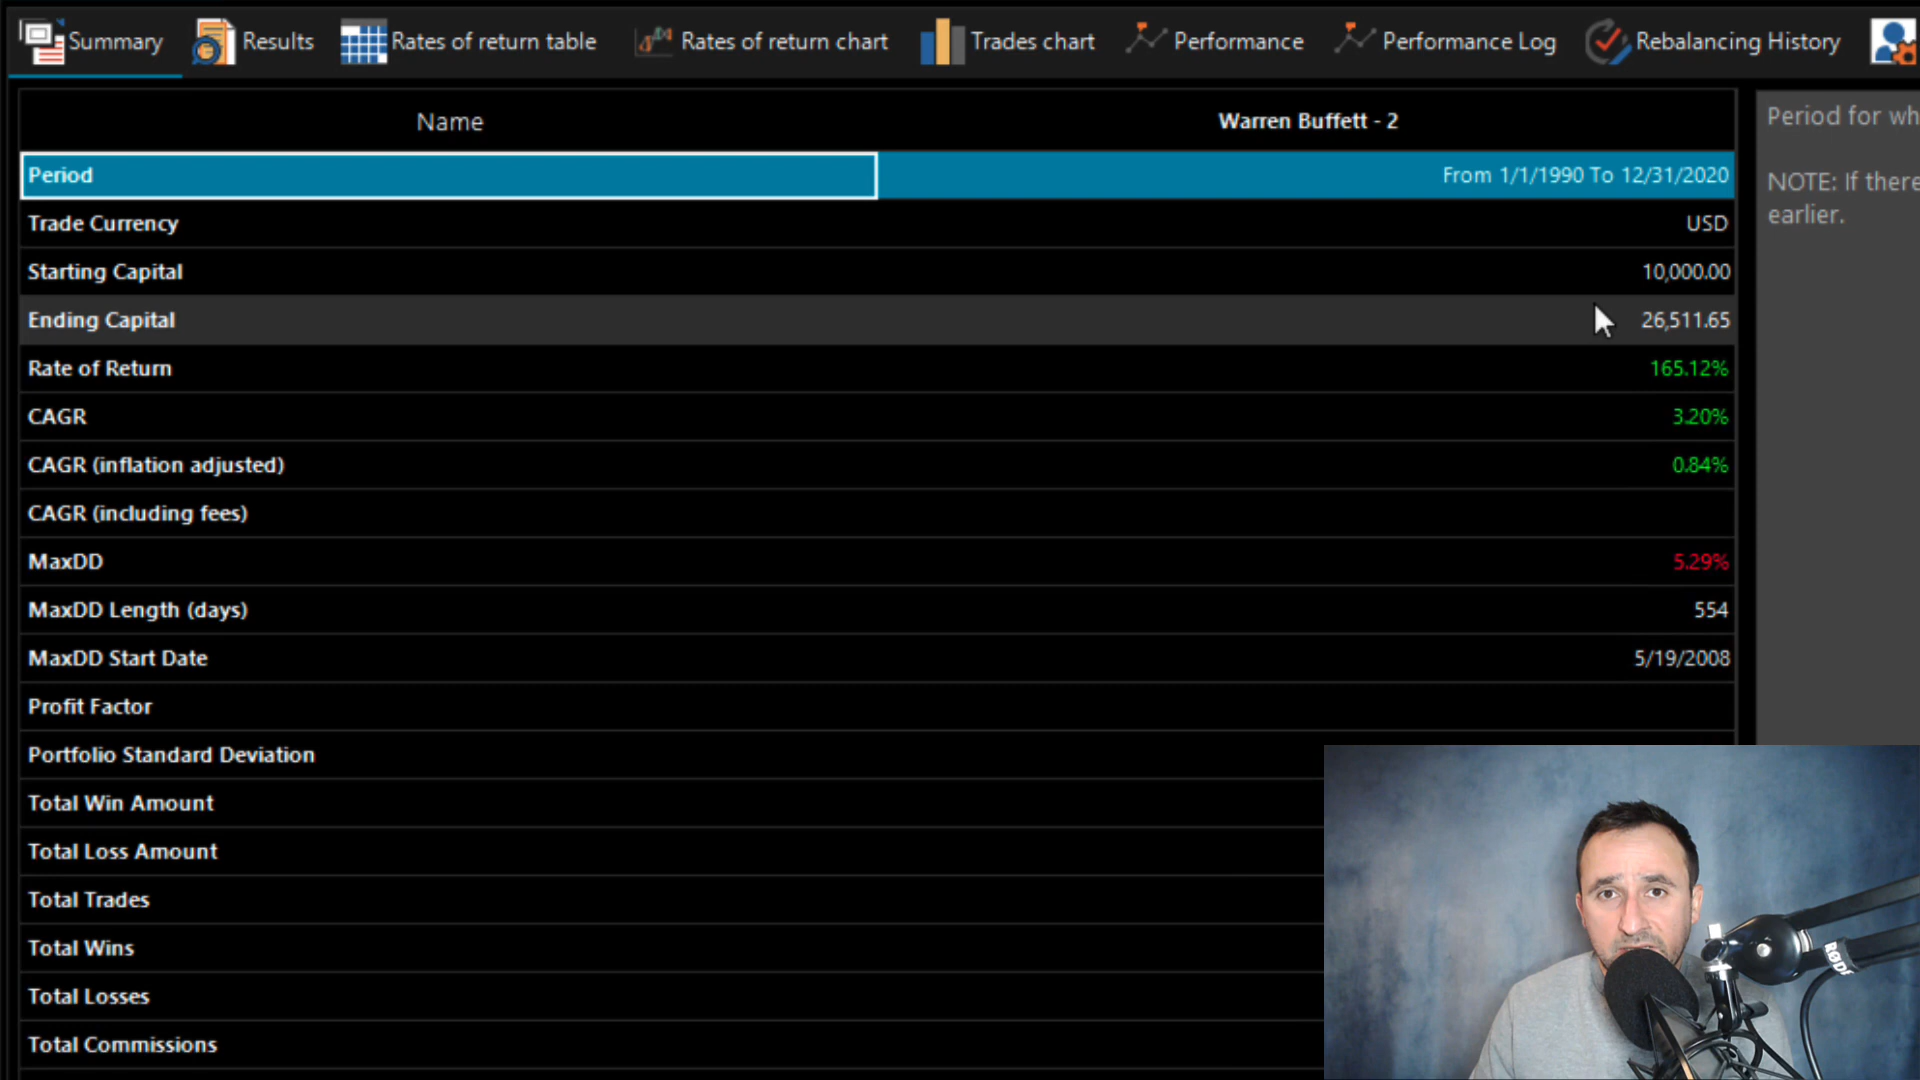 Summary Results Rates of return table Rates of return chart Trades chart Performance Performance Log Rebalancing History
Name Warren Buffett - 2
Period From 1/1/1990 To 12/31/2020
Trade Currency USD
Starting Capital 10,000.00
Ending Capital 26,511.65
Rate of Return 165.12%
CAGR 3.20%
CAGR (inflation adjusted) 0.84%
CAGR (including fees)
MaxDD 5.29%
MaxDD Length (days) 554
MaxDD Start Date 5/19/2008
Profit Factor
Portfolio Standard Deviation
Total Win Amount
Total Loss Amount
Total Trades
Total Wins
Total Losses
Total Commissions
Period for wh
NOTE: If there
earlier.
RØDE